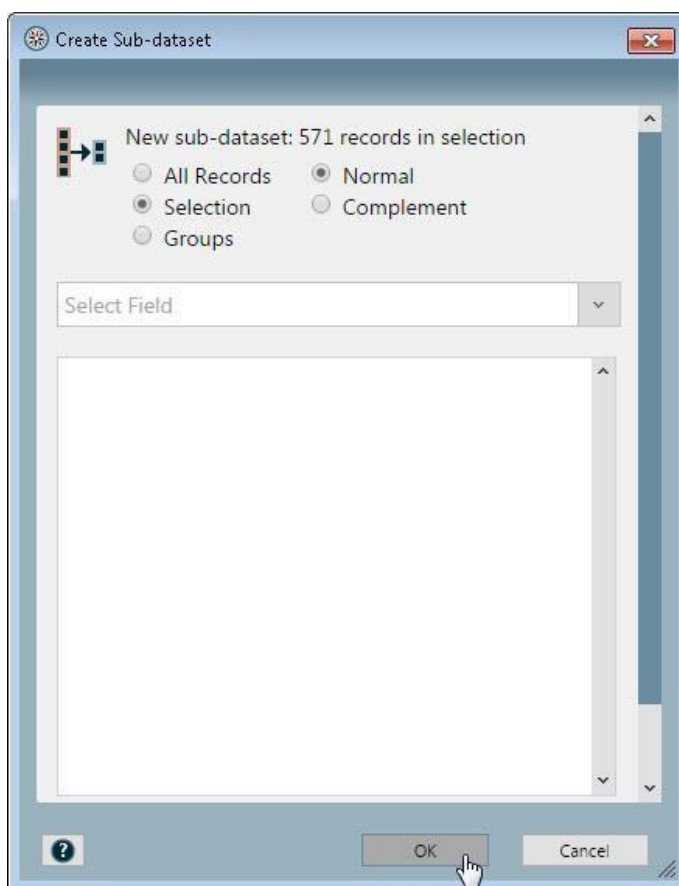 Create Sub-dataset
New sub-dataset: 571 records in selection
All Records Normal
Selection Complement
Groups
Select Field
? OK Cancel